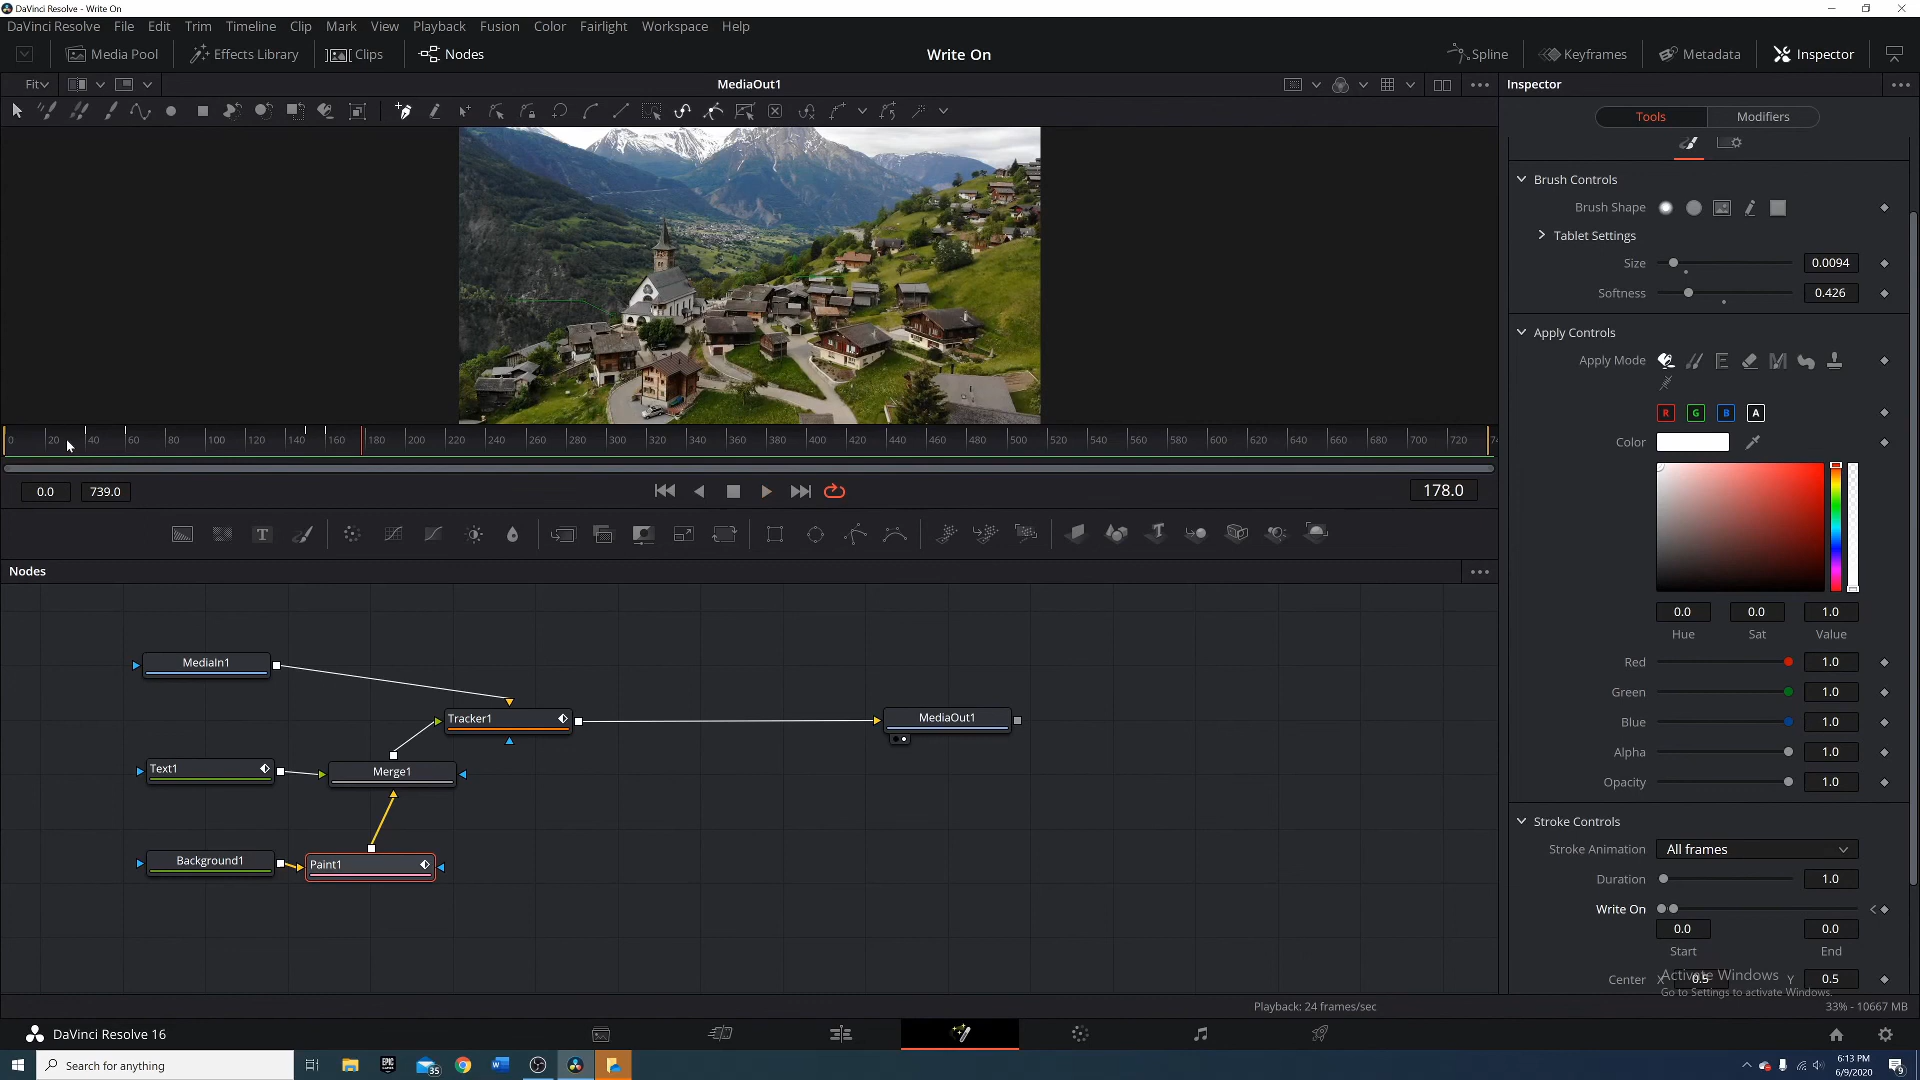 DaVinci Resolve - Write On
DaVinci Resolve File Edit Trim Timeline Clip Mark View Playback Fusion Color Fairlight Workspace Help
Media Pool Effects Library Clips Nodes Write On Spline Keyframes Metadata Inspector
Fit MediaOut1 Inspector
Tools Modifiers
Brush Controls
Brush Shape
Tablet Settings
Size 0.0094
Softness 0.426
Apply Controls
Apply Mode
R G B A
Color
0 20 40 60 80 100 120 140 160 180 200 220 240 260 280 300 320 340 360 380 400 420 440 460 480 500 520 540 560 580 600 620 640 660 680 700 720 74
0.0 739.0 178.0
Nodes
0.0 0.0 1.0
Hue Sat Value
Red 1.0
Green 1.0
Blue 1.0
Alpha 1.0
Opacity 1.0
MediaIn1
Tracker1
MediaOut1
Text1
Merge1
Background1
Paint1
Stroke Controls
Stroke Animation All frames
Duration 1.0
Write On
0.0 0.0
Start End
Center X 0.5 Y 0.5
Activate Windows
Go to Settings to activate Windows.
Playback: 24 frames/sec 33% - 10667 MB
DaVinci Resolve 16
Search for anything
EPIC
35
6:13 PM
6/9/2020
9